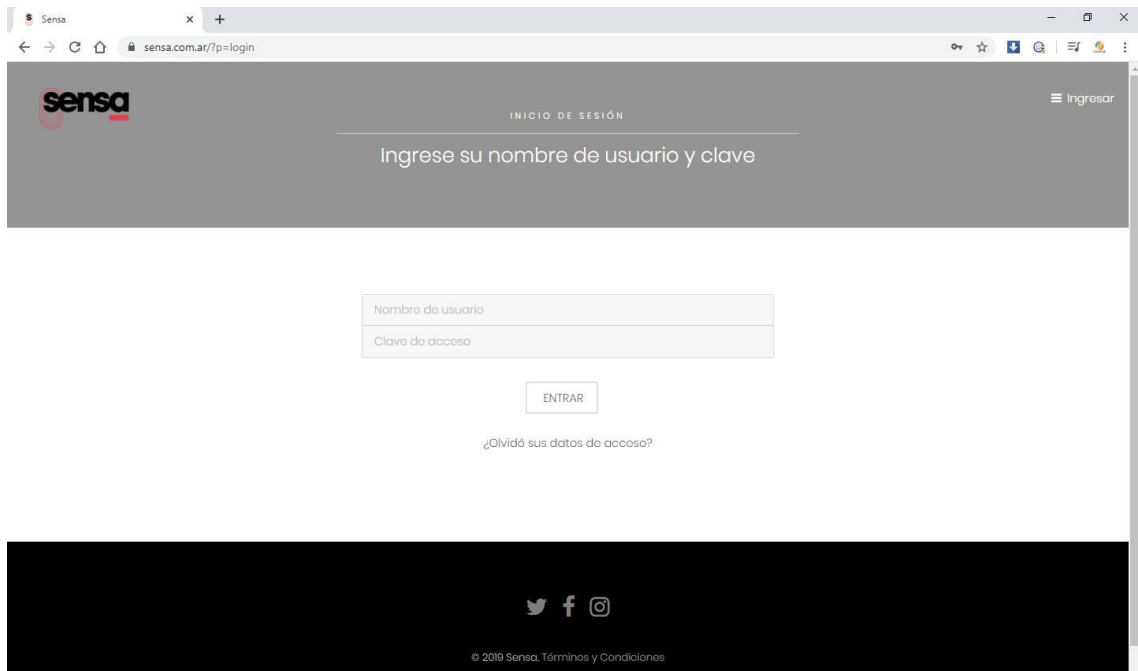 Sensa
sensa.com.ar/?p=login
sensa
Ingresar
INICIO DE SESIÓN
Ingrese su nombre de usuario y clave
Nombre de usuario
Clave de acceso
ENTRAR
¿Olvidó sus datos de acceso?
© 2019 Sensa. Términos y Condiciones